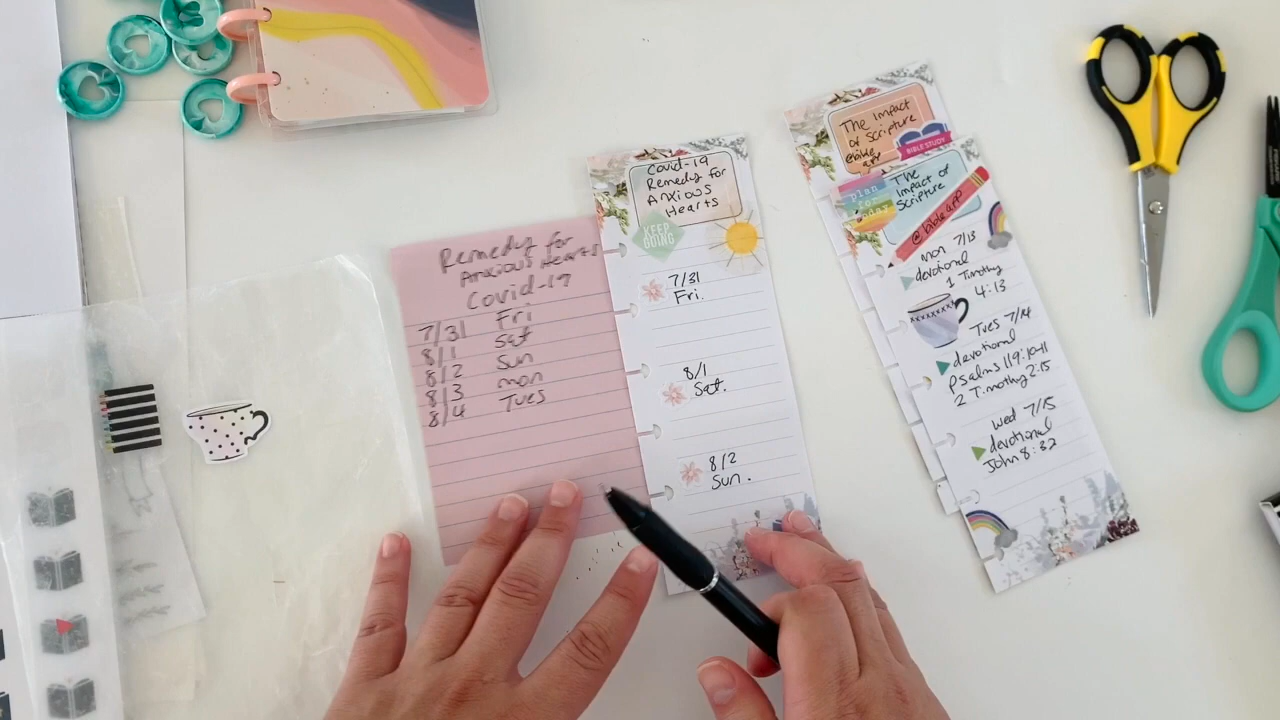 Remedy for
Anxious Hearts
Covid-19
7/31 Fri
8/1 Sat
8/2 Sun
8/3 mon
8/4 Tues
Covid-19
Remedy for
Anxious
Hearts
KEEP
GOING
7/31
Fri.
8/1
Sat.
8/2
Sun.
The Impact
of Scripture
@bible
app
BIBLE STUDY
plan
for
The
Impact of
Scripture
@bible app
mon 7/13
devotional
1 Timothy
4:13
Tues 7/14
devotional
Psalms 119:10-11
2 Timothy 2:15
wed 7/15
devotional
John 8:32